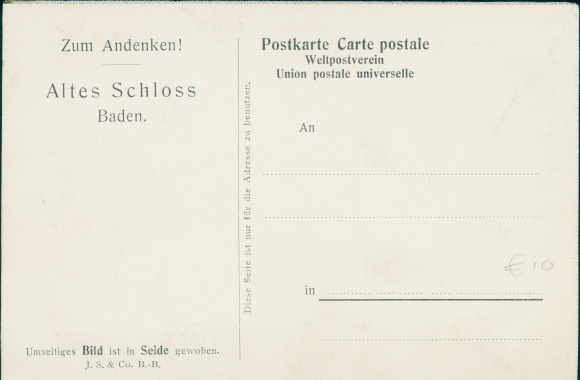 Zum Andenken!
Altes Schloss
Baden.
Umseitiges Bild ist in Seide gewoben.
J. S. & Co. B.-B.
Diese Seite ist nur für die Adresse zu benutzen.
Postkarte Carte postale
Weltpostverein
Union postale universelle
An
€10
in